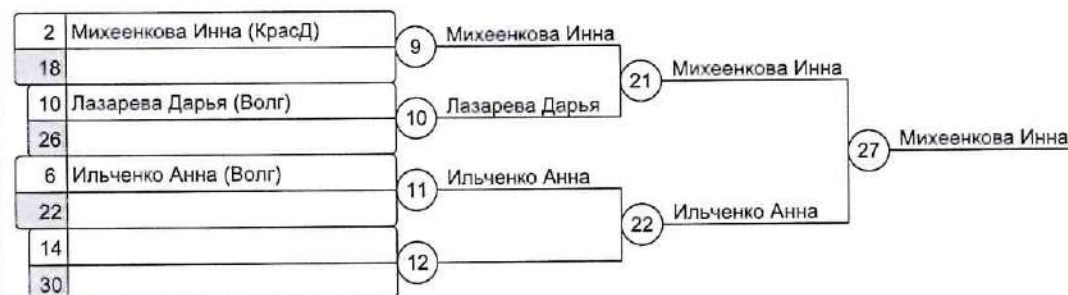 2 Михеенкова Инна (КрасД)
18
10 Лазарева Дарья (Волг)
26
6 Ильченко Анна (Волг)
22
14
30
9 Михеенкова Инна
10 Лазарева Дарья
11 Ильченко Анна
12
21 Михеенкова Инна
22 Ильченко Анна
27 Михеенкова Инна